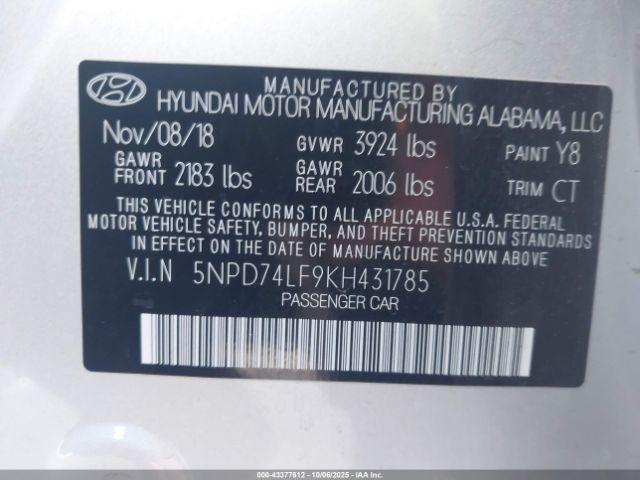 MANUFACTURED BY
HYUNDAI MOTOR MANUFACTURING ALABAMA, LLC
Nov/08/18 GVWR 3924 lbs PAINT Y8
GAWR FRONT 2183 lbs GAWR REAR 2006 lbs TRIM CT
THIS VEHICLE CONFORMS TO ALL APPLICABLE U.S.A. FEDERAL
MOTOR VEHICLE SAFETY, BUMPER, AND THEFT PREVENTION STANDARDS
IN EFFECT ON THE DATE OF MANUFACTURE SHOWN ABOVE.
V.I.N 5NPD74LF9KH431785
PASSENGER CAR
000-43377612 - 10/06/2025 - IAAI.COM